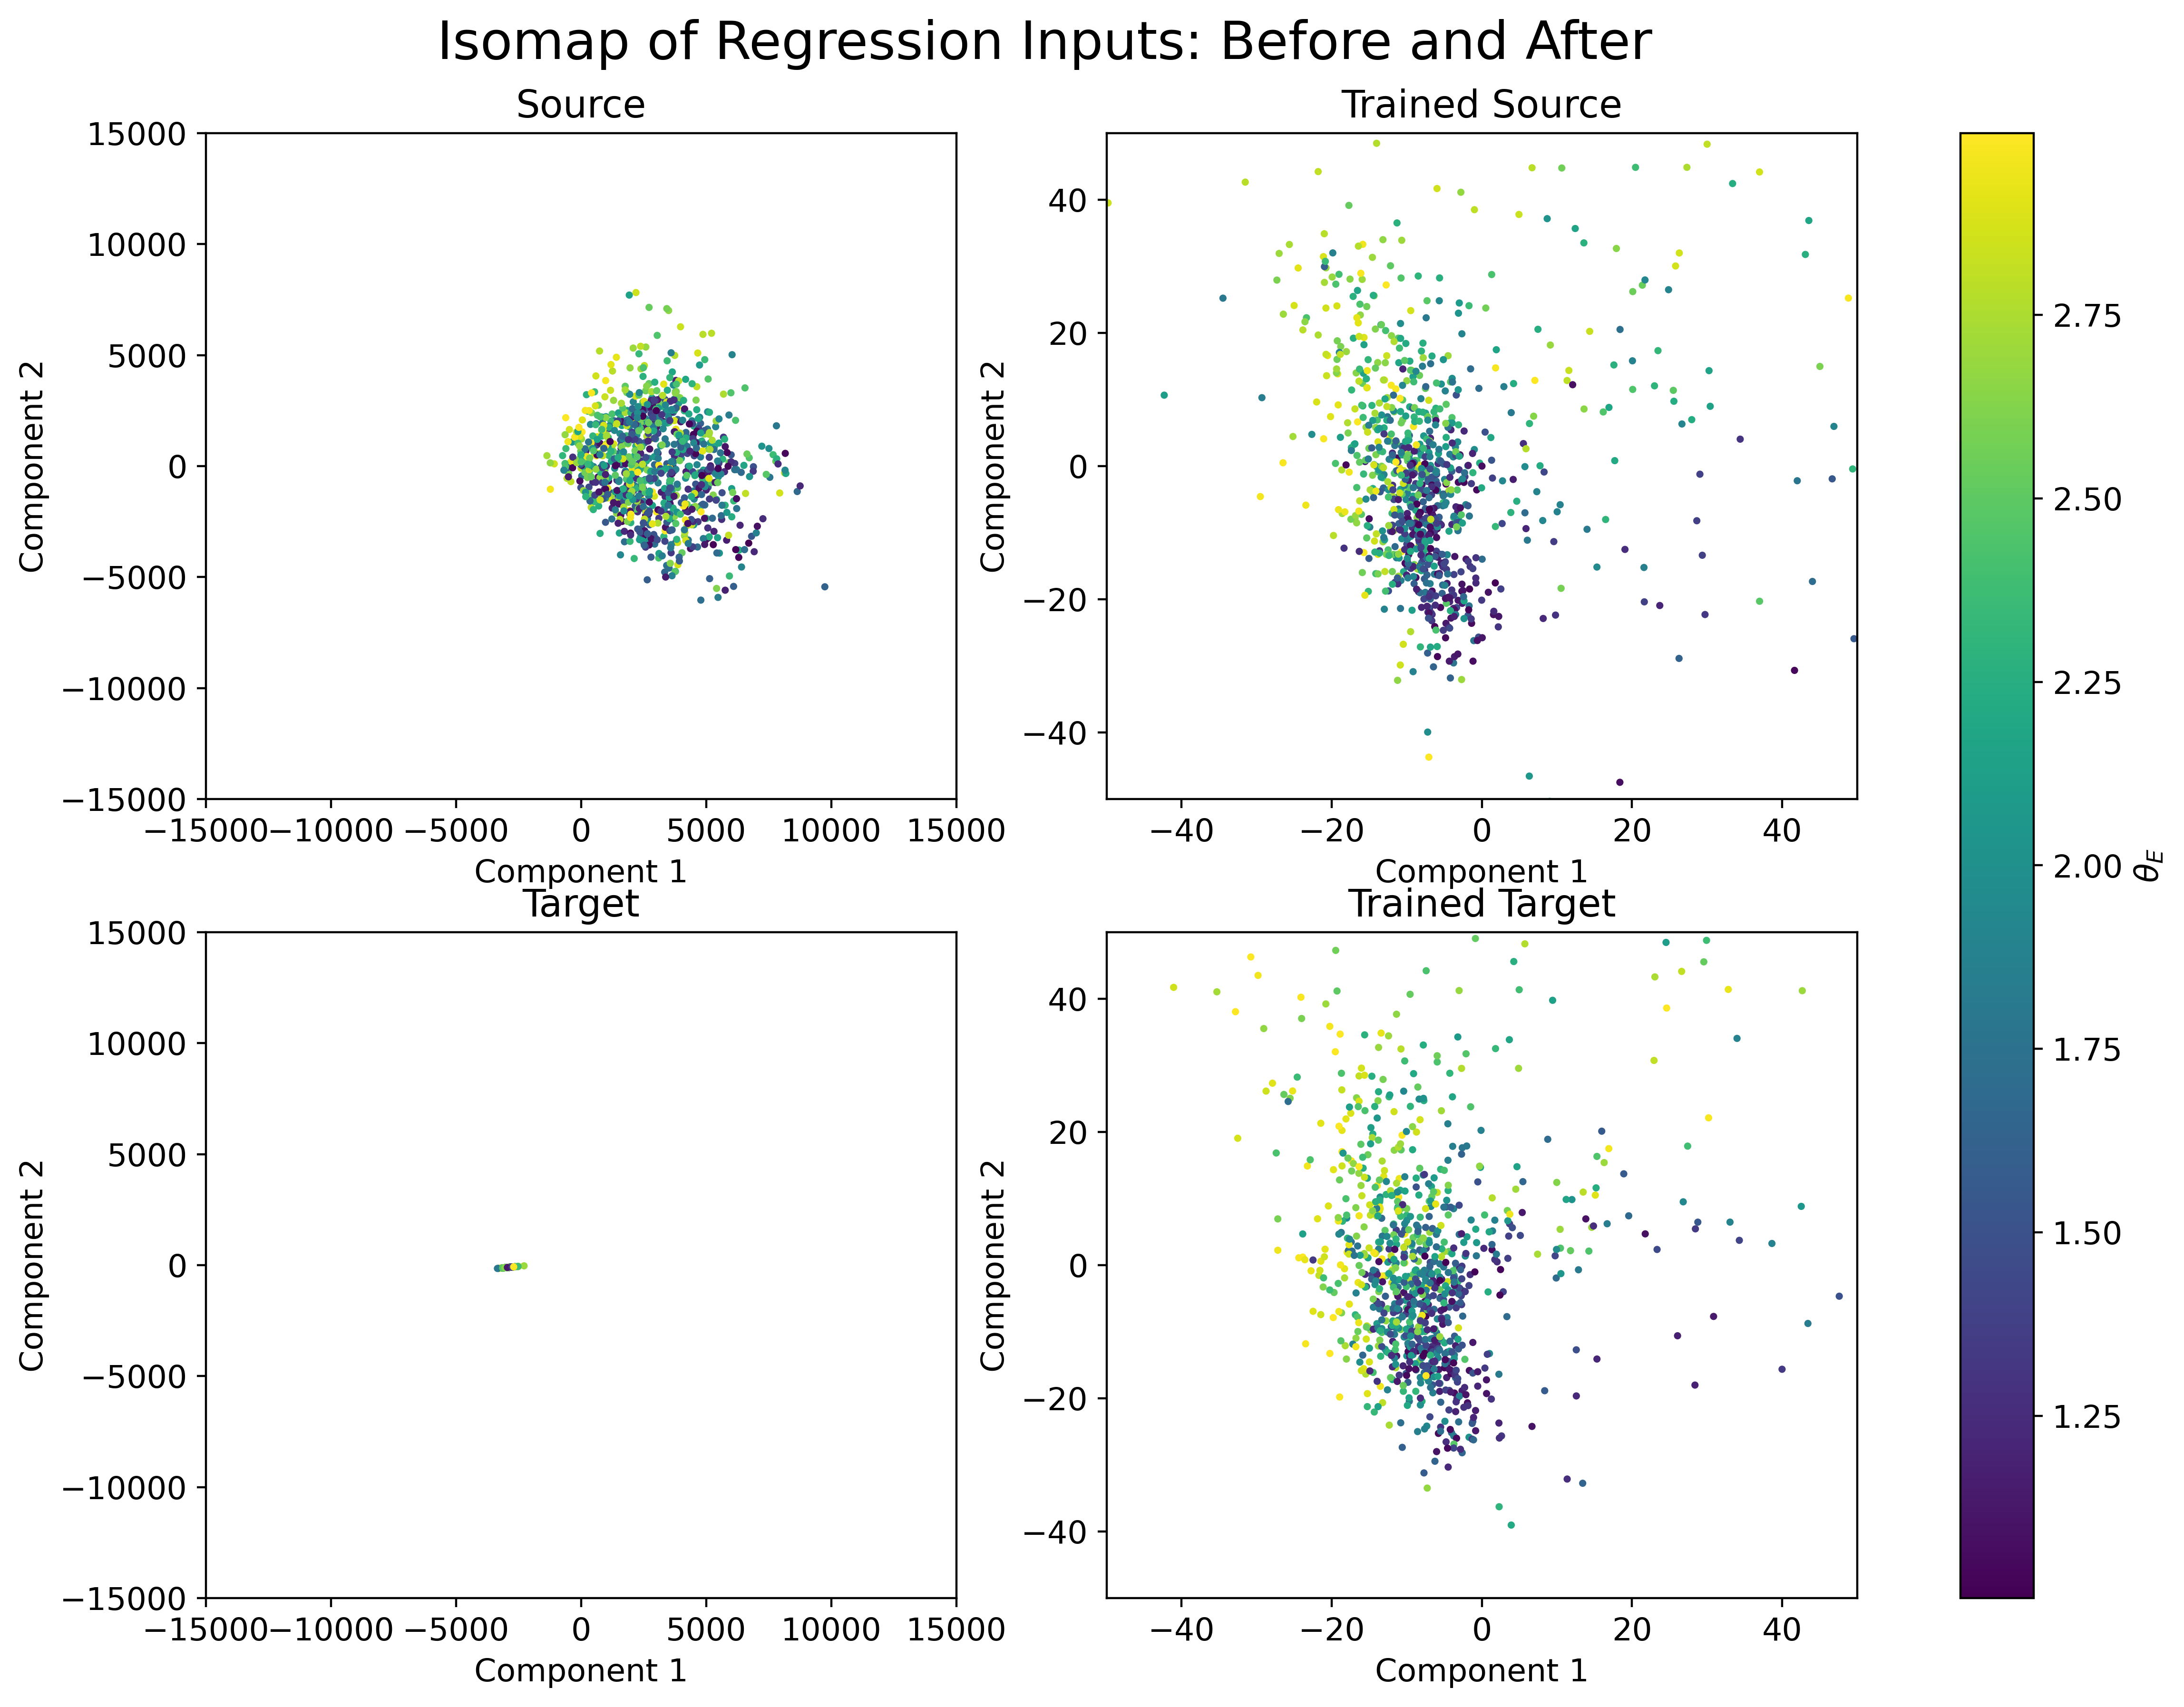 Isomap of Regression Inputs: Before and After
Source
15000
10000
5000
0
−5000
−10000
−15000
Component 2
−15000 −10000 −5000 0 5000 10000 15000
Component 1
Trained Source
40
20
0
−20
−40
Component 2
−40 −20 0 20 40
Component 1
Target
15000
10000
5000
0
−5000
−10000
−15000
Component 2
−15000 −10000 −5000 0 5000 10000 15000
Component 1
Trained Target
40
20
0
−20
−40
Component 2
−40 −20 0 20 40
Component 1
2.75
2.50
2.25
2.00
1.75
1.50
1.25
θ_E